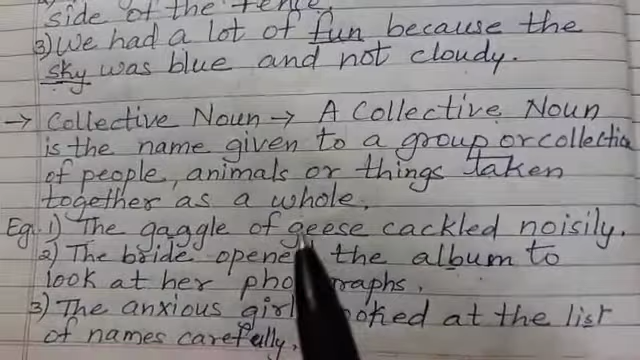 side of the fence.
3) We had a lot of fun because the
sky was blue and not cloudy.
→ Collective Noun → A Collective Noun
is the name given to a group or collection
of people, animals or things taken
together as a whole.
Eg. 1) The gaggle of geese cackled noisily.
2) The bride opened the album to
look at her photographs.
3) The anxious girl looked at the list
of names carefully.